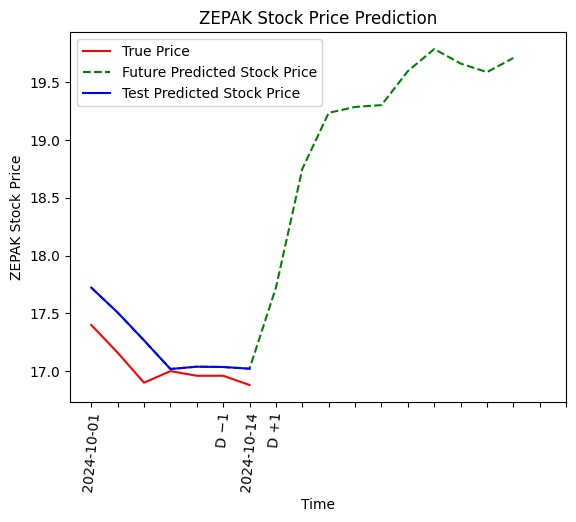 ZEPAK Stock Price Prediction
True Price
Future Predicted Stock Price
Test Predicted Stock Price
ZEPAK Stock Price
19.5
19.0
18.5
18.0
17.5
17.0
2024-10-01
D −1
2024-10-14
D +1
Time